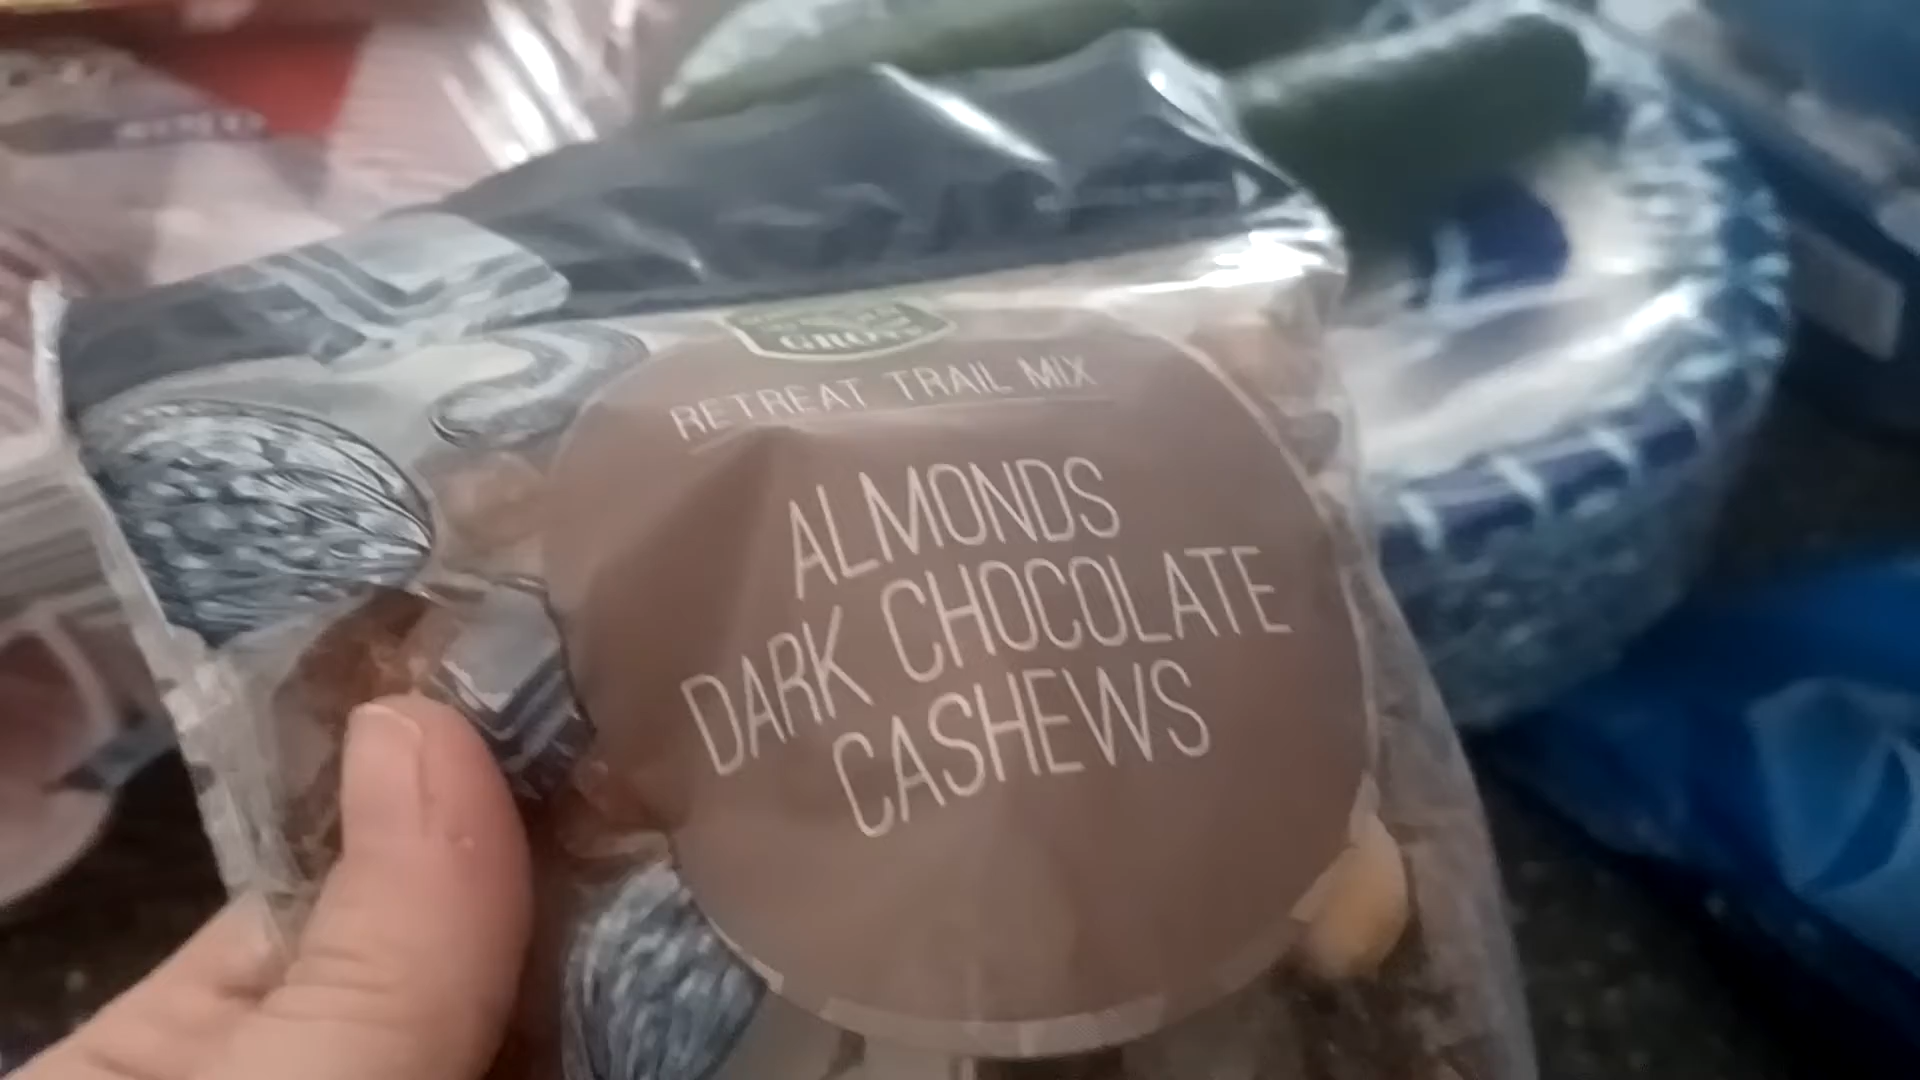 GROVE
RETREAT TRAIL MIX
ALMONDS
DARK CHOCOLATE
CASHEWS